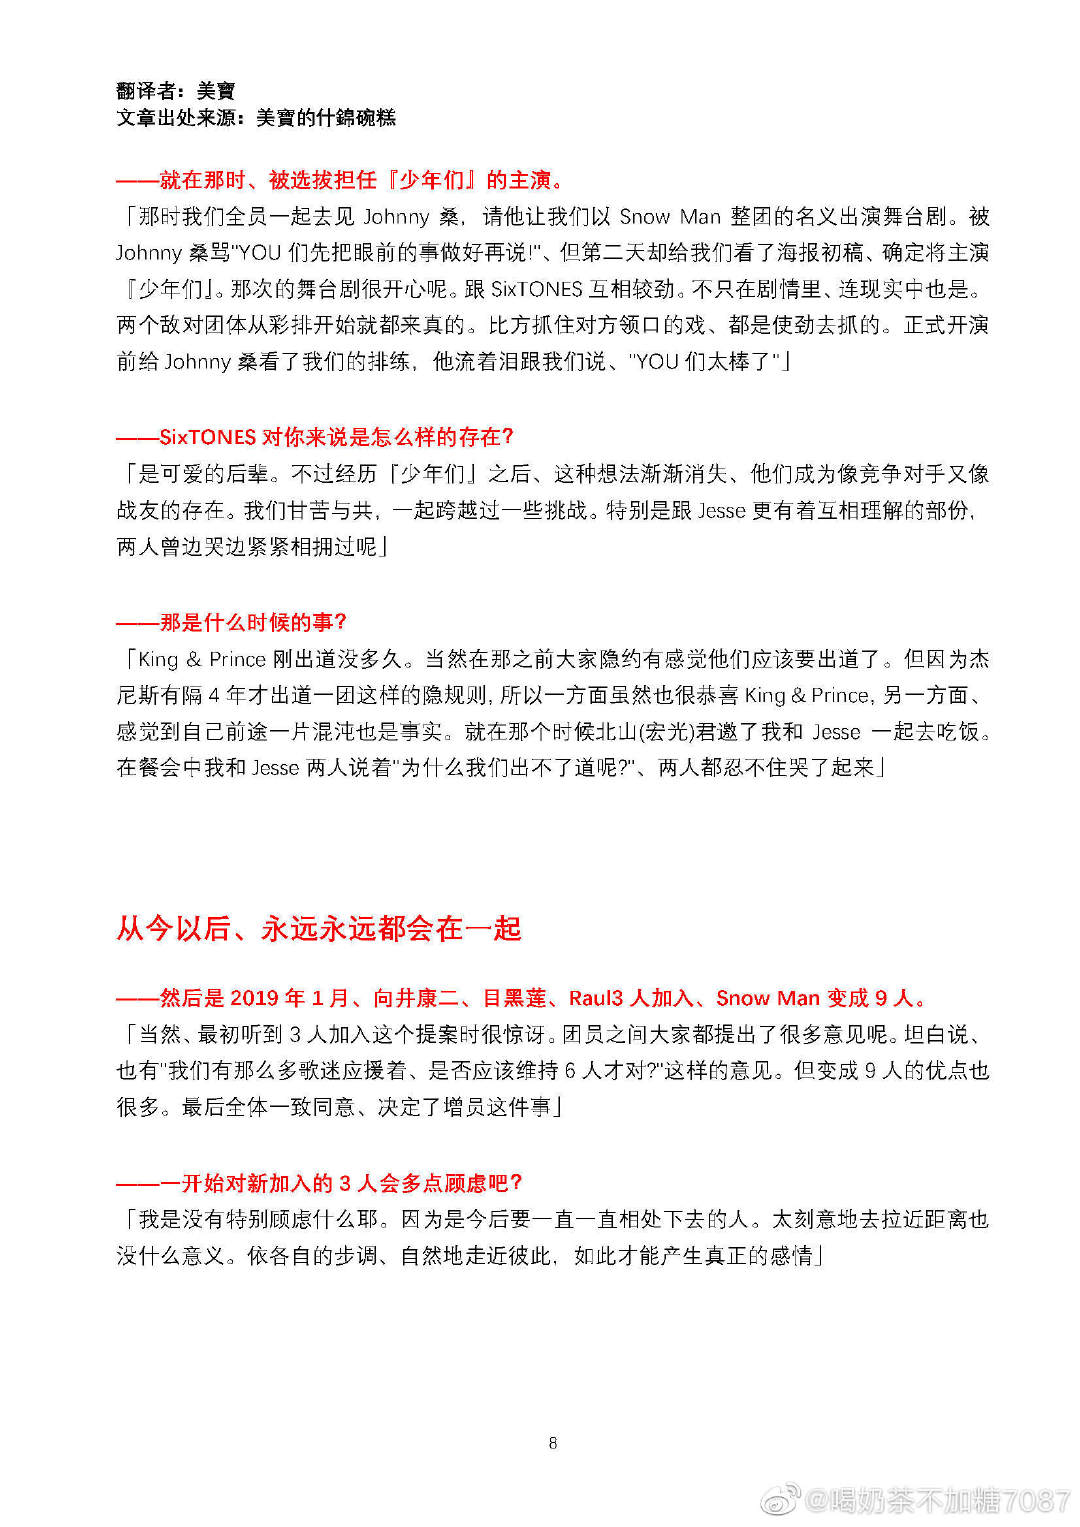 翻译者：美寶
文章出处来源：美寶的什錦碗糕
——就在那时、被选拔担任『少年们』的主演。
「那时我们全员一起去见 Johnny 桑，请他让我们以 Snow Man 整团的名义出演舞台剧。被
Johnny 桑骂"YOU 们先把眼前的事做好再说!"、但第二天却给我们看了海报初稿、确定将主演
『少年们』。那次的舞台剧很开心呢。跟 SixTONES 互相较劲。不只在剧情里、连现实中也是。
两个敌对团体从彩排开始就都来真的。比方抓住对方领口的戏、都是使劲去抓的。正式开演
前给 Johnny 桑看了我们的排练，他流着泪跟我们说、"YOU 们太棒了"」
——SixTONES 对你来说是怎么样的存在?
「是可爱的后辈。不过经历『少年们』之后、这种想法渐渐消失、他们成为像竞争对手又像
战友的存在。我们甘苦与共，一起跨越过一些挑战。特别是跟 Jesse 更有着互相理解的部份，
两人曾边哭边紧紧相拥过呢」
——那是什么时候的事?
「King & Prince 刚出道没多久。当然在那之前大家隐约有感觉他们应该要出道了。但因为杰
尼斯有隔 4 年才出道一团这样的隐规则，所以一方面虽然也很恭喜 King & Prince，另一方面、
感觉到自己前途一片混沌也是事实。就在那个时候北山(宏光)君邀了我和 Jesse 一起去吃饭。
在餐会中我和 Jesse 两人说着"为什么我们出不了道呢?"、两人都忍不住哭了起来」
从今以后、永远永远都会在一起
——然后是 2019 年 1 月、向井康二、目黑莲、Raul3 人加入、Snow Man 变成 9 人。
「当然、最初听到 3 人加入这个提案时很惊讶。团员之间大家都提出了很多意见呢。坦白说、
也有"我们有那么多歌迷应援着、是否应该维持 6 人才对?"这样的意见。但变成 9 人的优点也
很多。最后全体一致同意、决定了增员这件事」
——一开始对新加入的 3 人会多点顾虑吧?
「我是没有特别顾虑什么耶。因为是今后要一直一直相处下去的人。太刻意地去拉近距离也
没什么意义。依各自的步调、自然地走近彼此，如此才能产生真正的感情」
8
@喝奶茶不加糖7087